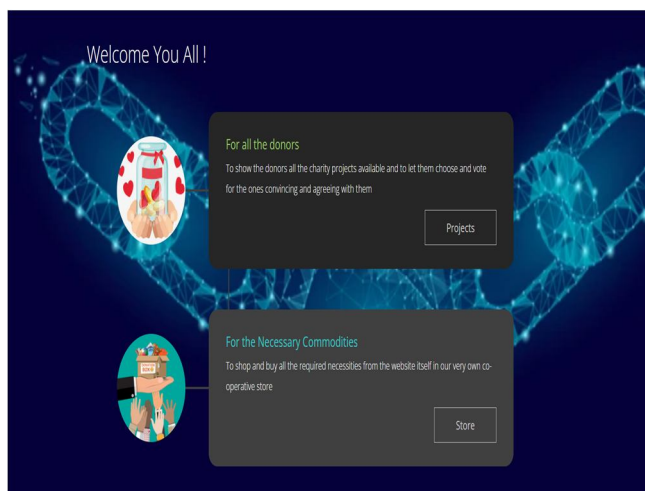 Welcome You All !
For all the donors
To show the donors all the charity projects available and to let them choose and vote
for the ones convincing and agreeing with them
Projects
For the Necessary Commodities
To shop and buy all the required necessities from the website itself in our very own co-
operative store
Store